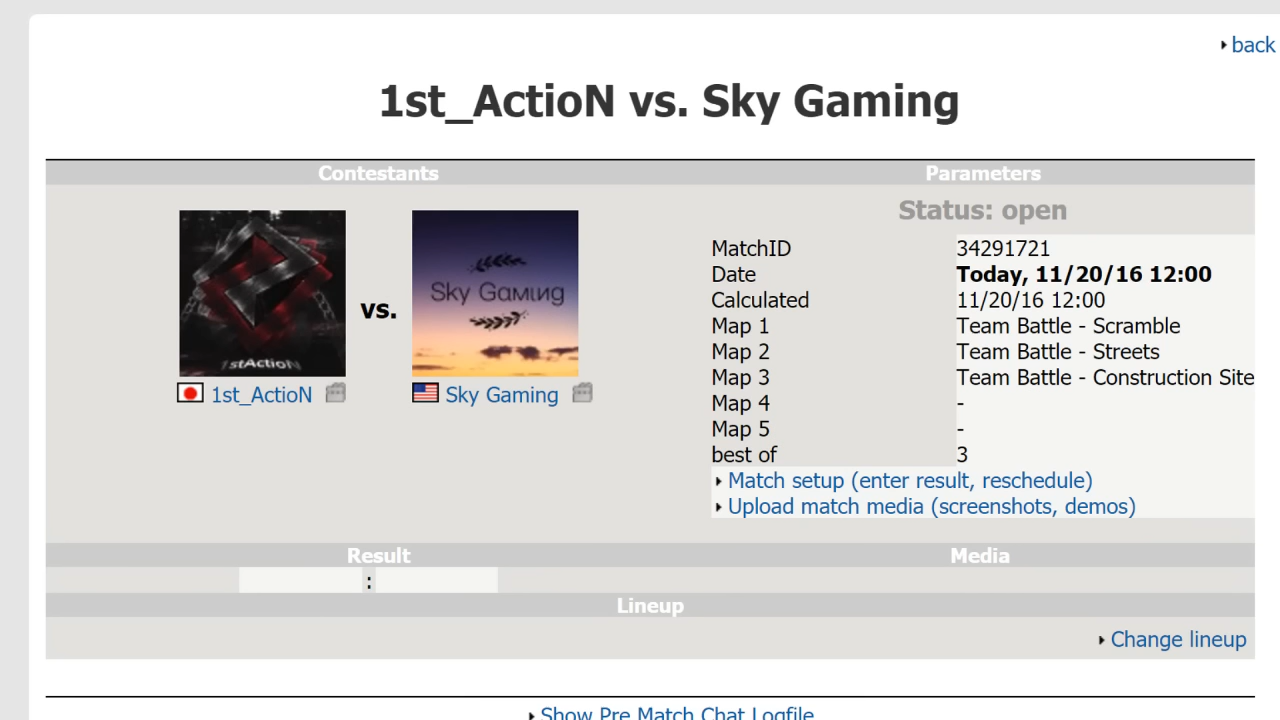 back
1st_ActioN vs. Sky Gaming
Contestants
Parameters
Status: open
Sky Gaming
1stActioN
vs.
1st_ActioN
Sky Gaming
MatchID 34291721
Date Today, 11/20/16 12:00
Calculated 11/20/16 12:00
Map 1 Team Battle - Scramble
Map 2 Team Battle - Streets
Map 3 Team Battle - Construction Site
Map 4 -
Map 5 -
best of 3
Match setup (enter result, reschedule)
Upload match media (screenshots, demos)
Result
Media
:
Lineup
Change lineup
Show Pre Match Chat Logfile